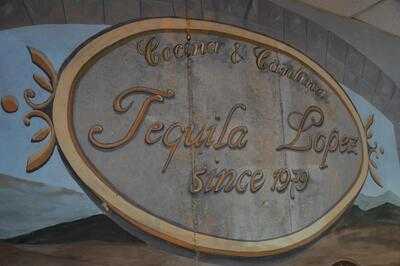 Cocina & Cantina
Tequila Lopez
since 1979